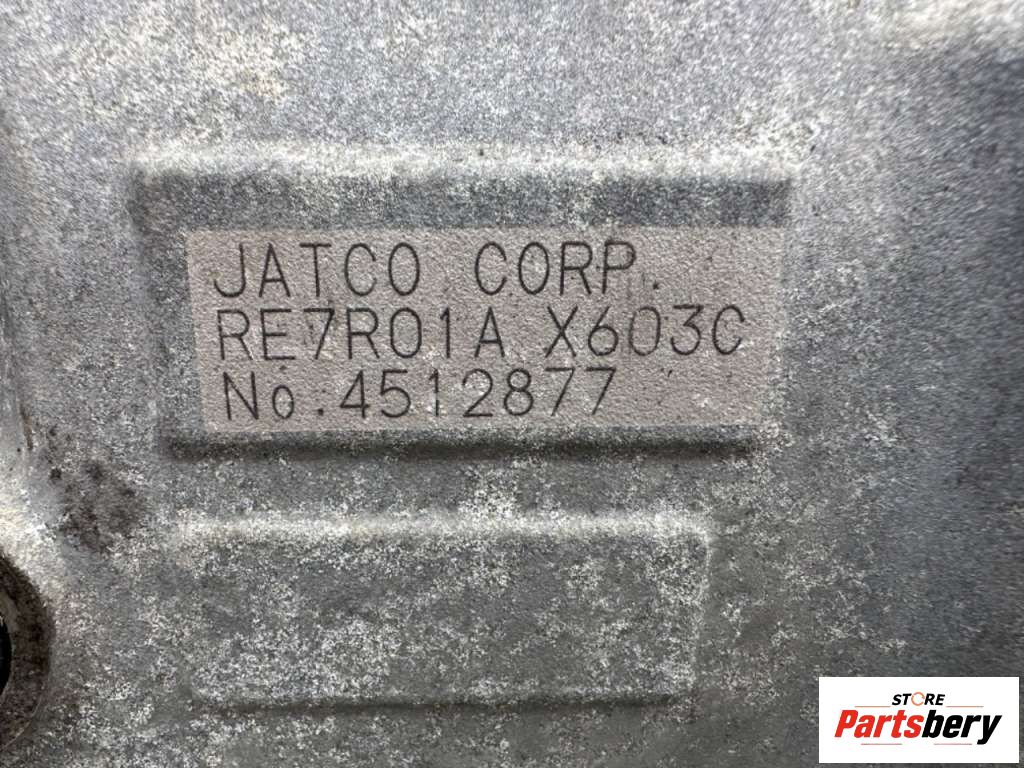 JATCO CORP.
RE7R01A X603C
No.4512877
STORE
Partsbery